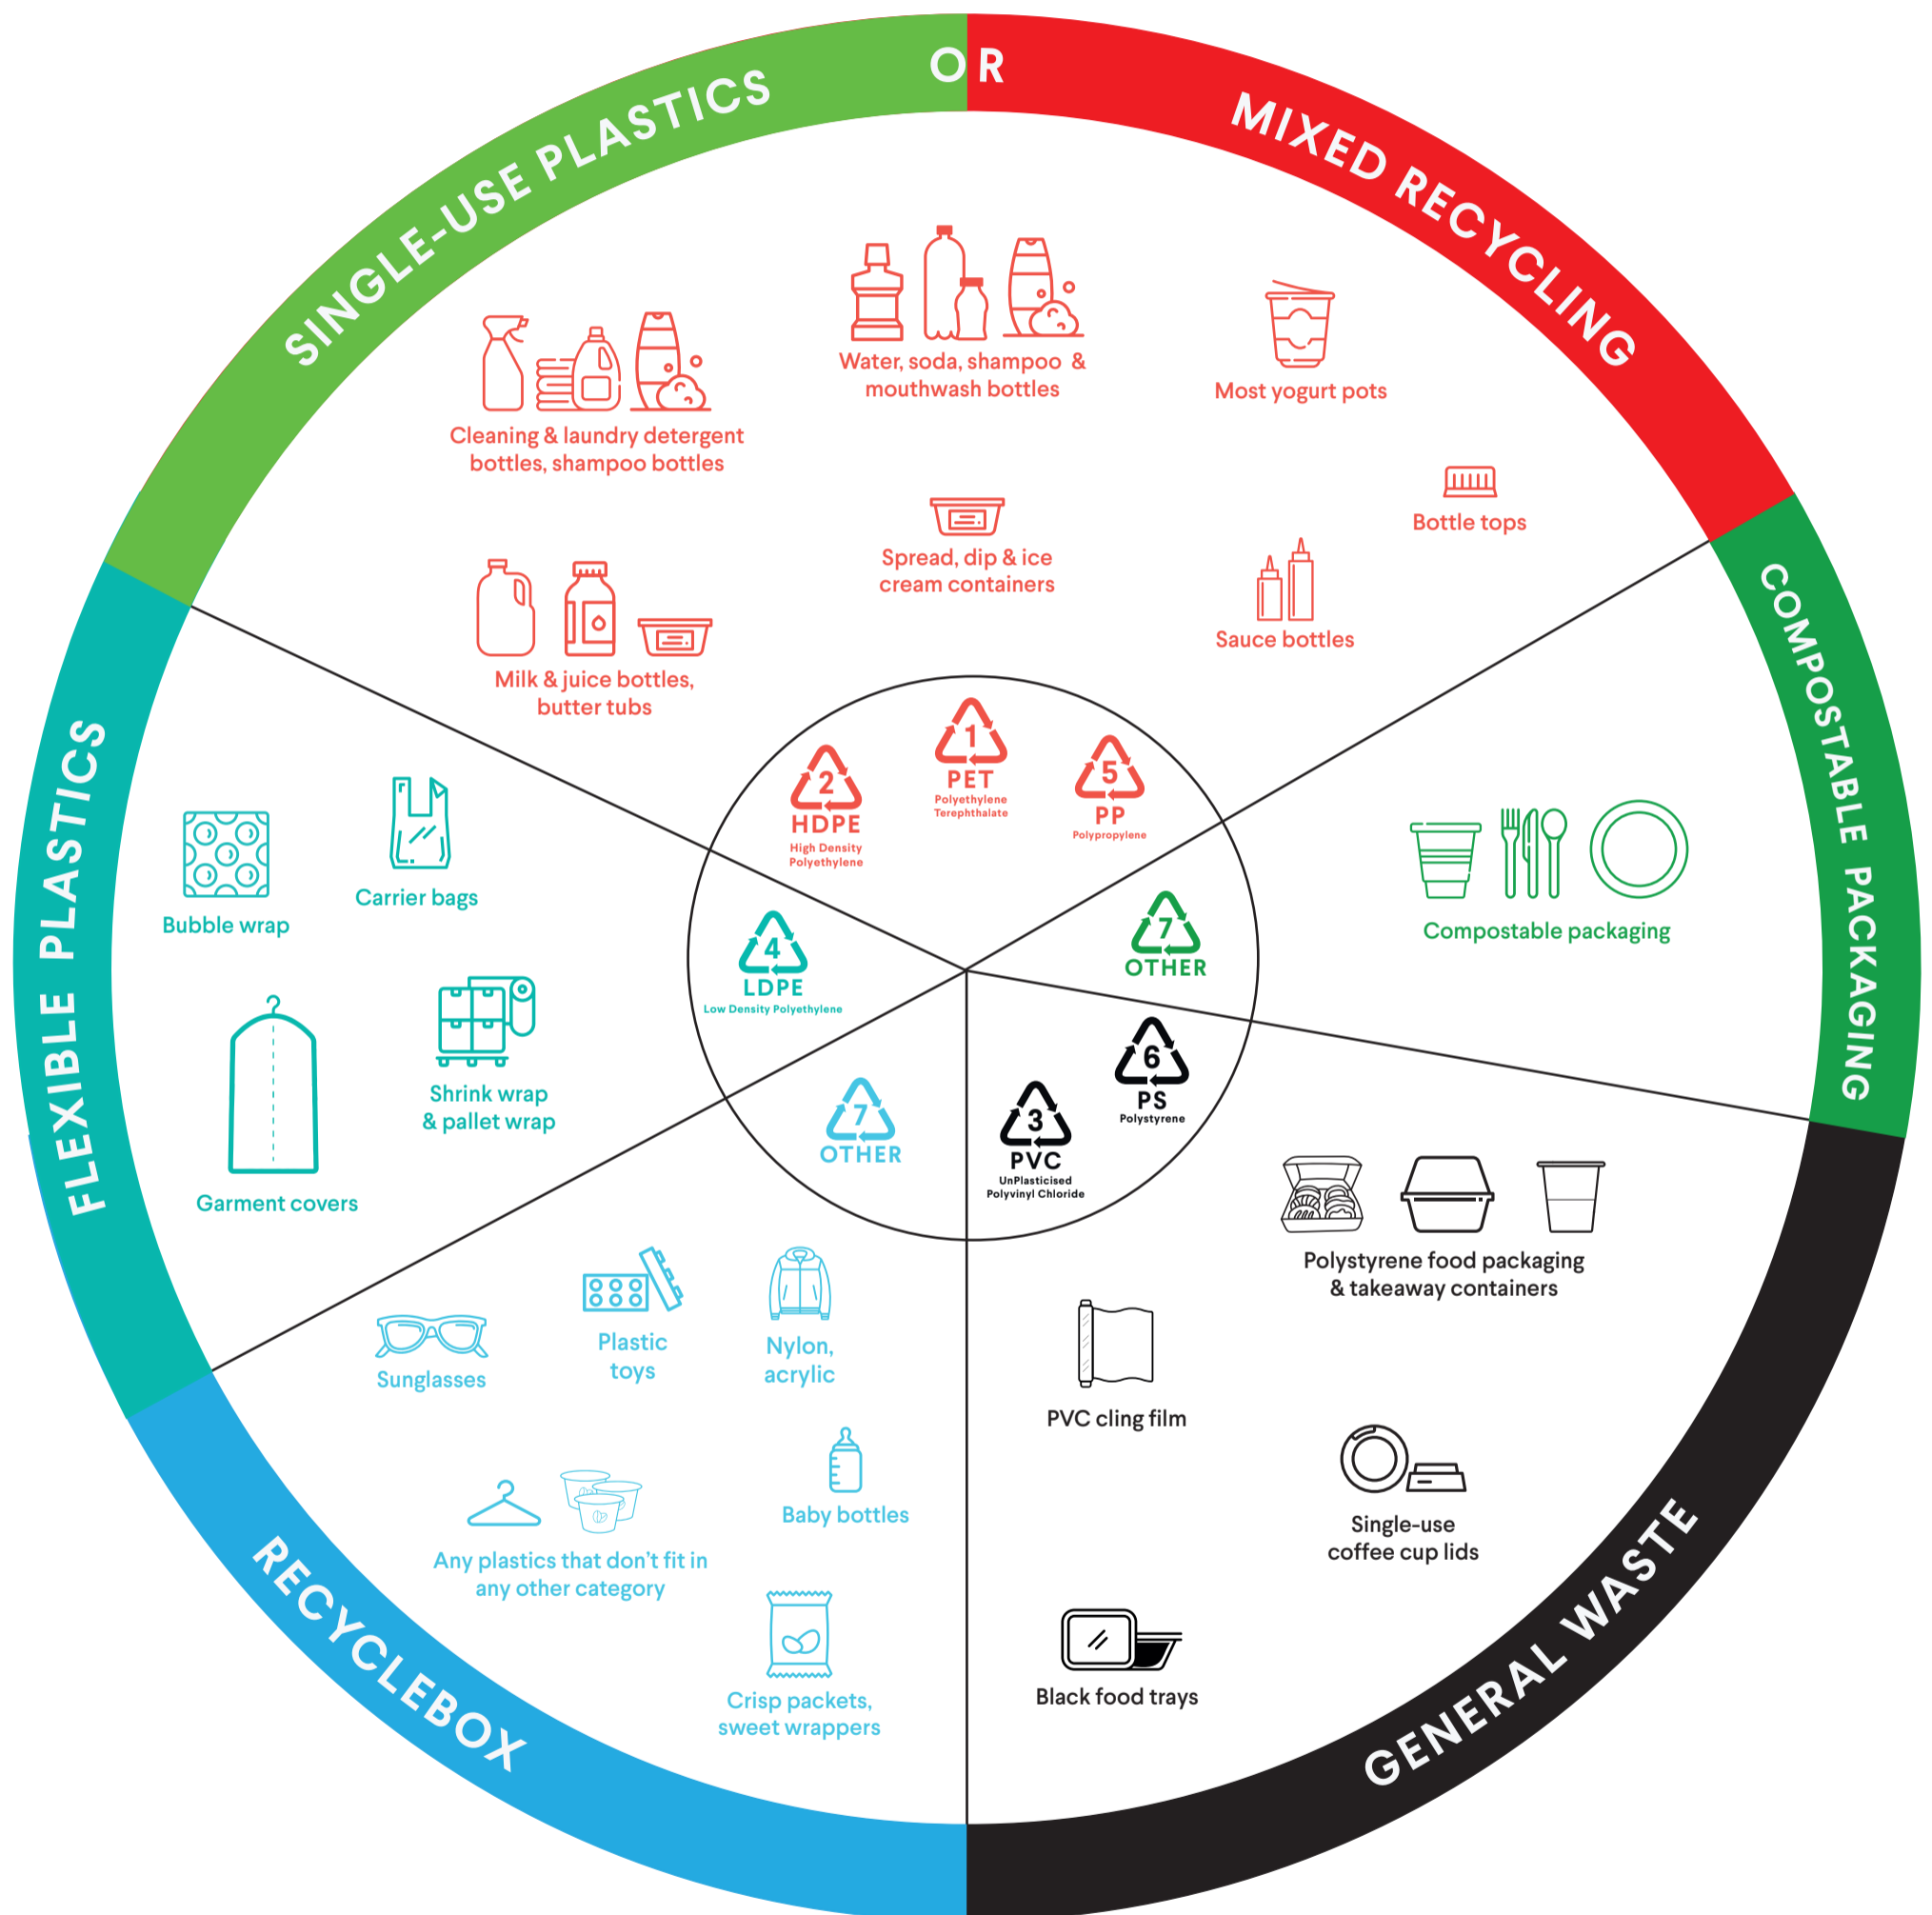 SINGLE-USE PLASTICS
OR
MIXED RECYCLING
Cleaning & laundry detergent
bottles, shampoo bottles
Water, soda, shampoo &
mouthwash bottles
Most yogurt pots
Bottle tops
Spread, dip & ice
cream containers
Sauce bottles
Milk & juice bottles,
butter tubs
2
HDPE
High Density
Polyethylene
1
PET
Polyethylene
Terephthalate
5
PP
Polypropylene
COMPOSTABLE PACKAGING
7
OTHER
Compostable packaging
FLEXIBLE PLASTICS
Bubble wrap
Carrier bags
Shrink wrap
& pallet wrap
Garment covers
4
LDPE
Low Density Polyethylene
7
OTHER
3
PVC
UnPlasticised
Polyvinyl Chloride
6
PS
Polystyrene
Polystyrene food packaging
& takeaway containers
PVC cling film
Single-use
coffee cup lids
Black food trays
GENERAL WASTE
Sunglasses
Plastic
toys
Nylon,
acrylic
Baby bottles
Any plastics that don't fit in
any other category
Crisp packets,
sweet wrappers
RECYCLEBOX